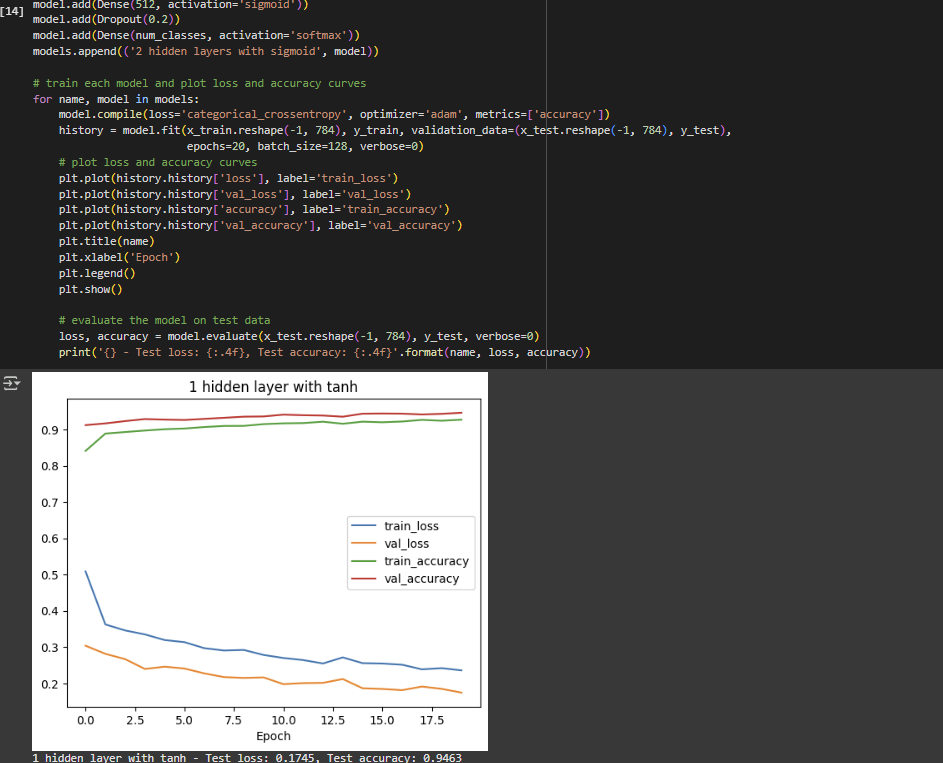 model.add(Dense(512, activation='sigmoid'))
[14]
model.add(Dropout(0.2))
model.add(Dense(num_classes, activation='softmax'))
models.append(('2 hidden layers with sigmoid', model))
# train each model and plot loss and accuracy curves
for name, model in models:
    model.compile(loss='categorical_crossentropy', optimizer='adam', metrics=['accuracy'])
    history = model.fit(x_train.reshape(-1, 784), y_train, validation_data=(x_test.reshape(-1, 784), y_test),
                        epochs=20, batch_size=128, verbose=0)
    # plot loss and accuracy curves
    plt.plot(history.history['loss'], label='train_loss')
    plt.plot(history.history['val_loss'], label='val_loss')
    plt.plot(history.history['accuracy'], label='train_accuracy')
    plt.plot(history.history['val_accuracy'], label='val_accuracy')
    plt.title(name)
    plt.xlabel('Epoch')
    plt.legend()
    plt.show()
    # evaluate the model on test data
    loss, accuracy = model.evaluate(x_test.reshape(-1, 784), y_test, verbose=0)
    print('{} - Test loss: {:.4f}, Test accuracy: {:.4f}'.format(name, loss, accuracy))
1 hidden layer with tanh
0.9
0.8
0.7
0.6
0.5
0.4
0.3
0.2
train_loss
val_loss
train_accuracy
val_accuracy
0.0 2.5 5.0 7.5 10.0 12.5 15.0 17.5
Epoch
1 hidden layer with tanh - Test loss: 0.1745, Test accuracy: 0.9463